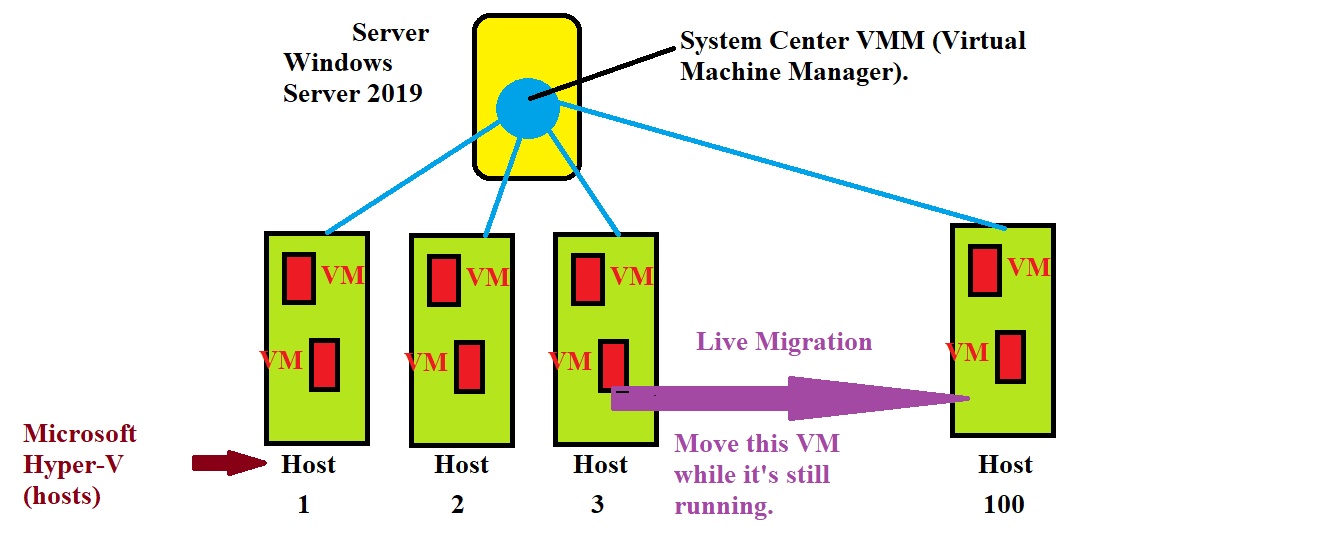 Server
Windows
Server 2019
System Center VMM (Virtual
Machine Manager).
VM
VM
VM
VM
VM
VM
VM
VM
Live Migration
Move this VM
while it's still
running.
Microsoft
Hyper-V
(hosts)
Host
1
Host
2
Host
3
Host
100